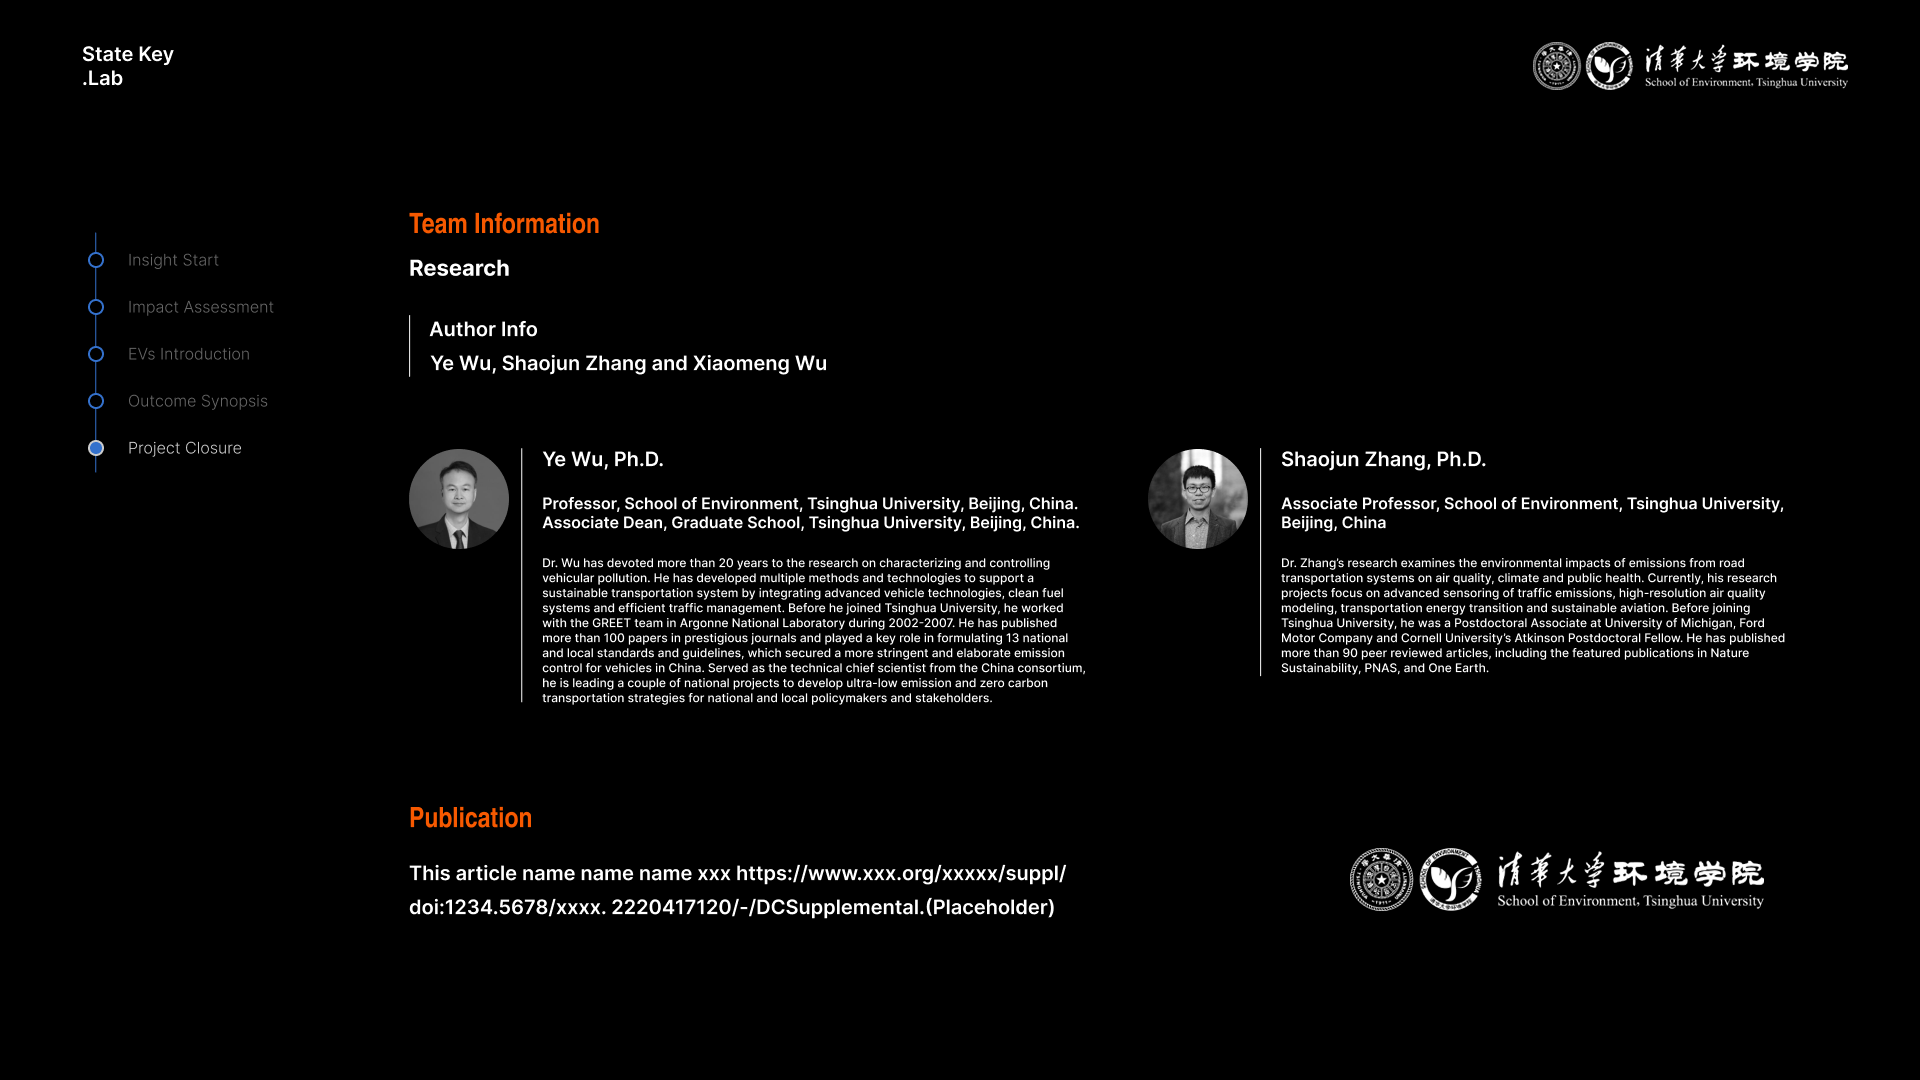 State Key
.Lab
清华大学环境学院
School of Environment, Tsinghua University
Insight Start
Impact Assessment
EVs Introduction
Outcome Synopsis
Project Closure
Team Information
Research
Author Info
Ye Wu, Shaojun Zhang and Xiaomeng Wu
Ye Wu, Ph.D.
Professor, School of Environment, Tsinghua University, Beijing, China.
Associate Dean, Graduate School, Tsinghua University, Beijing, China.
Dr. Wu has devoted more than 20 years to the research on characterizing and controlling
vehicular pollution. He has developed multiple methods and technologies to support a
sustainable transportation system by integrating advanced vehicle technologies, clean fuel
systems and efficient traffic management. Before he joined Tsinghua University, he worked
with the GREET team in Argonne National Laboratory during 2002-2007. He has published
more than 100 papers in prestigious journals and played a key role in formulating 13 national
and local standards and guidelines, which secured a more stringent and elaborate emission
control for vehicles in China. Served as the technical chief scientist from the China consortium,
he is leading a couple of national projects to develop ultra-low emission and zero carbon
transportation strategies for national and local policymakers and stakeholders.
Shaojun Zhang, Ph.D.
Associate Professor, School of Environment, Tsinghua University,
Beijing, China
Dr. Zhang's research examines the environmental impacts of emissions from road
transportation systems on air quality, climate and public health. Currently, his research
projects focus on advanced sensoring of traffic emissions, high-resolution air quality
modeling, transportation energy transition and sustainable aviation. Before joining
Tsinghua University, he was a Postdoctoral Associate at University of Michigan, Ford
Motor Company and Cornell University's Atkinson Postdoctoral Fellow. He has published
more than 90 peer reviewed articles, including the featured publications in Nature
Sustainability, PNAS, and One Earth.
Publication
This article name name name xxx https://www.xxx.org/xxxxx/suppl/
doi:1234.5678/xxxx. 2220417120/-/DCSupplemental.(Placeholder)
清华大学环境学院
School of Environment, Tsinghua University